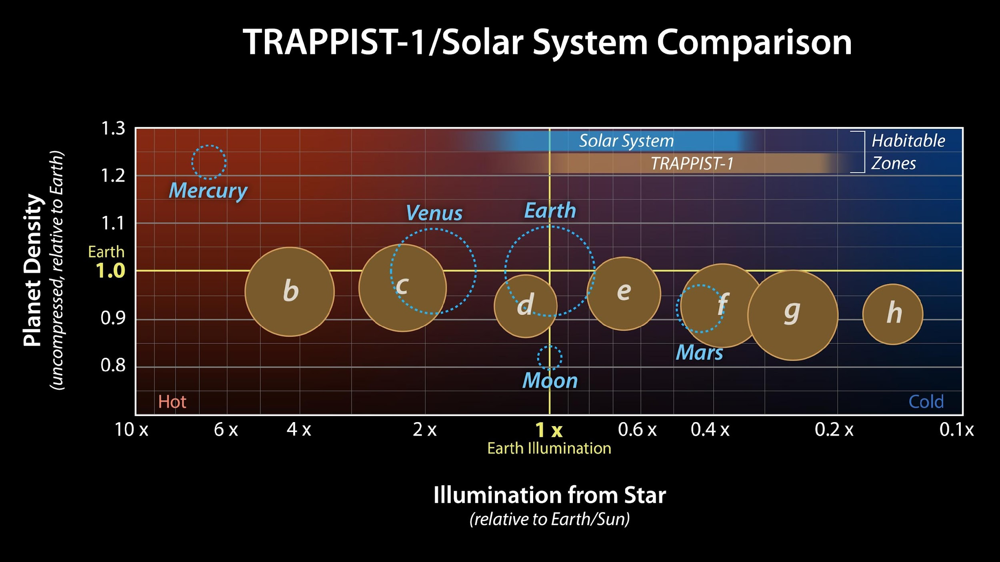 TRAPPIST-1/Solar System Comparison
1.3
Solar System
Habitable
TRAPPIST-1
Zones
1.2
Mercury
Venus
Earth
1.1
Planet Density
(uncompressed, relative to Earth)
Earth
1.0
b
c
d
e
f
g
h
0.9
Mars
0.8
Moon
Hot
Cold
10 x
6 x
4 x
2 x
1 x
0.6 x
0.4 x
0.2 x
0.1x
Earth Illumination
Illumination from Star
(relative to Earth/Sun)